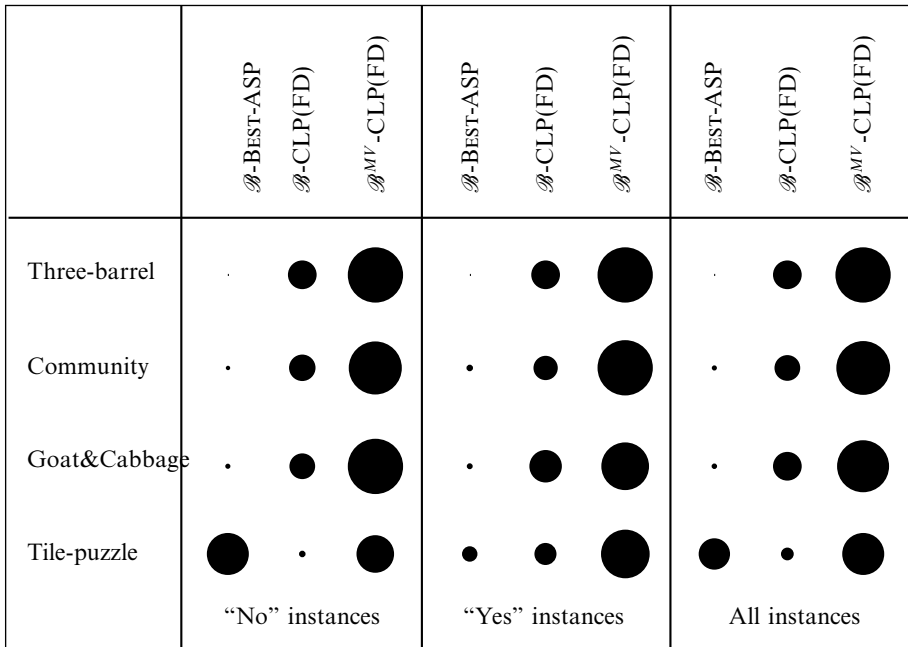 ℬ-BEST-ASP
ℬ-CLP(FD)
ℬ^MV-CLP(FD)
ℬ-BEST-ASP
ℬ-CLP(FD)
ℬ^MV-CLP(FD)
ℬ-BEST-ASP
ℬ-CLP(FD)
ℬ^MV-CLP(FD)
Three-barrel
Community
Goat&Cabbage
Tile-puzzle
“No” instances
“Yes” instances
All instances